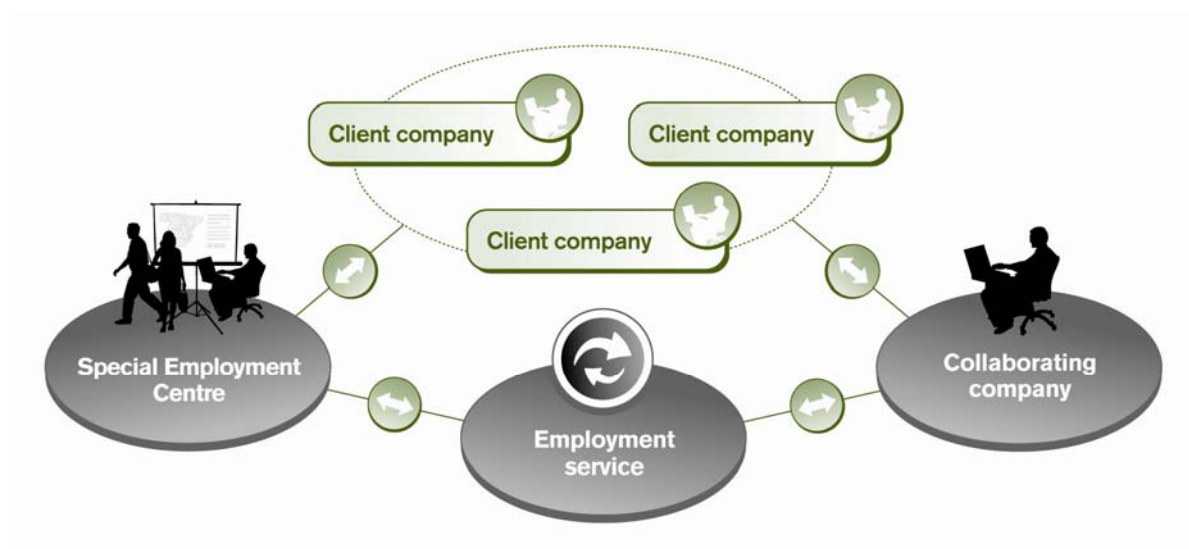 Client company
Client company
Client company
Special Employment
Centre
Collaborating
company
Employment
service